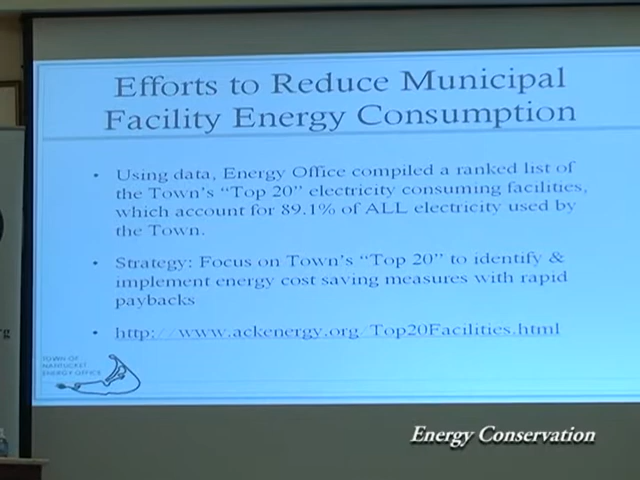 Efforts to Reduce Municipal
Facility Energy Consumption
• Using data, Energy Office compiled a ranked list of
the Town's "Top 20" electricity consuming facilities,
which account for 89.1% of ALL electricity used by
the Town.
• Strategy: Focus on Town's "Top 20" to identify &
implement energy cost saving measures with rapid
paybacks
• http://www.ackenergy.org/Top20Facilities.html
TOWN OF
NANTUCKET
ENERGY OFFICE
Energy Conservation